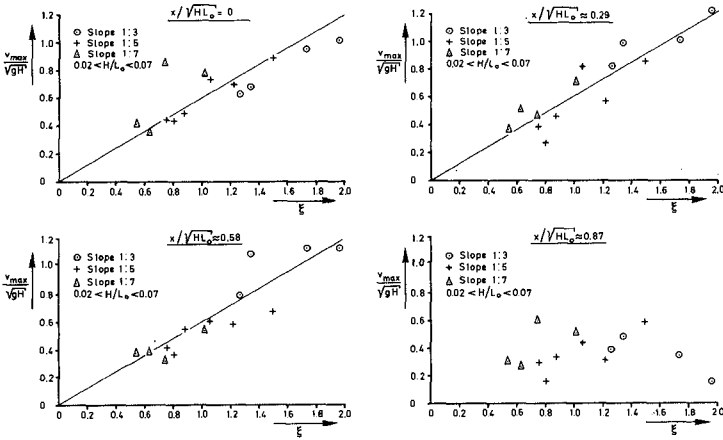 x/√HL₀ = 0
⊙ Slope 1:3
+ Slope 1:5
△ Slope 1:7
0.02 < H/L₀ < 0.07
vmax/√gH
1.2
1.0
0.8
0.6
0.4
0.2
0
0 0.2 0.4 0.6 0.8 1.0 1.2 1.4 1.5 1.8 2.0
ξ
x/√HL₀ ≈ 0.29
⊙ Slope 1:3
+ Slope 1:5
△ Slope 1:7
0.02 < H/L₀ < 0.07
vmax/√gH
1.2
1.0
0.8
0.6
0.4
0.2
0
0 0.2 0.4 0.6 0.8 1.0 1.2 1.4 1.6 1.8 2.0
ξ
x/√HL₀ ≈ 0,58
⊙ Slope 1:3
+ Slope 1:5
△ Slope 1:7
0.02 < H/L₀ < 0.07
vmax/√gH
1.2
1.0
0.8
0.6
0.4
0.2
0
0 0.2 0.4 0.6 0.8 1.0 1.2 1.4 1.6 1.8 2.0
ξ
x/√HL₀ ≈ 0.87
⊙ Slope 1:3
+ Slope 1:5
△ Slope 1:7
0.02 < H/L₀ < 0.07
vmax/√gH
1.2
1.0
0.8
0.6
0.4
0.2
0
0 0.2 0.4 0.6 0.8 1.0 1.2 1.4 1.6 1.8 2.0
ξ